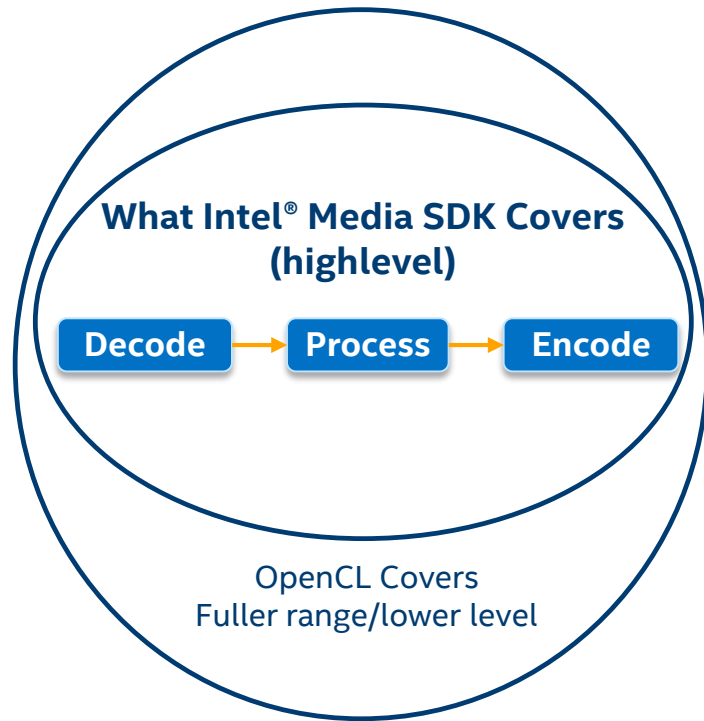 What Intel® Media SDK Covers
(highlevel)
Decode Process Encode
OpenCL Covers
Fuller range/lower level